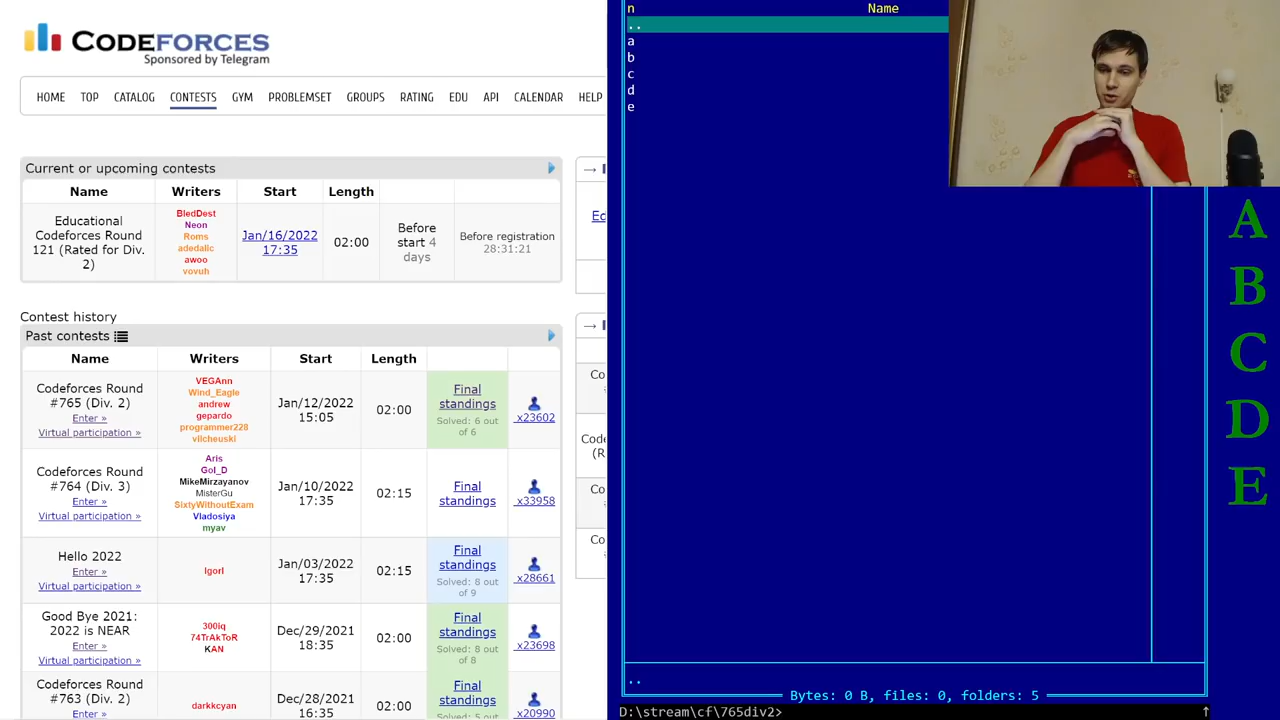 CODEFORCES
Sponsored by Telegram
HOME TOP CATALOG CONTESTS GYM PROBLEMSET GROUPS RATING EDU API CALENDAR HELP
Current or upcoming contests
Name Writers Start Length
Educational Codeforces Round 121 (Rated for Div. 2)
BledDest
Neon
Roms
adedalic
awoo
vovuh
Jan/16/2022
17:35
02:00
Before
start 4
days
Before registration
28:31:21
Contest history
Past contests
Name Writers Start Length
Codeforces Round
#765 (Div. 2)
Enter »
Virtual participation »
VEGAnn
Wind_Eagle
andrew
gepardo
programmer228
vilcheuski
Jan/12/2022
15:05
02:00
Final
standings
Solved: 6 out
of 6
x23602
Codeforces Round
#764 (Div. 3)
Enter »
Virtual participation »
Aris
Gol_D
MikeMirzayanov
MisterGu
SixtyWithoutExam
Vladosiya
myav
Jan/10/2022
17:35
02:15
Final
standings
x33958
Hello 2022
Enter »
Virtual participation »
IgorI
Jan/03/2022
17:35
02:15
Final
standings
Solved: 8 out
of 9
x28661
Good Bye 2021:
2022 is NEAR
Enter »
Virtual participation »
300iq
74TrAkToR
KAN
Dec/29/2021
18:35
02:00
Final
standings
Solved: 8 out
of 8
x23698
Codeforces Round
#763 (Div. 2)
Enter »
darkkcyan
Dec/28/2021
16:35
02:00
Final
standings
x20990
n Name
..
a
b
c
d
e
..
Bytes: 0 B, files: 0, folders: 5
D:\stream\cf\765div2>
A
B
C
D
E